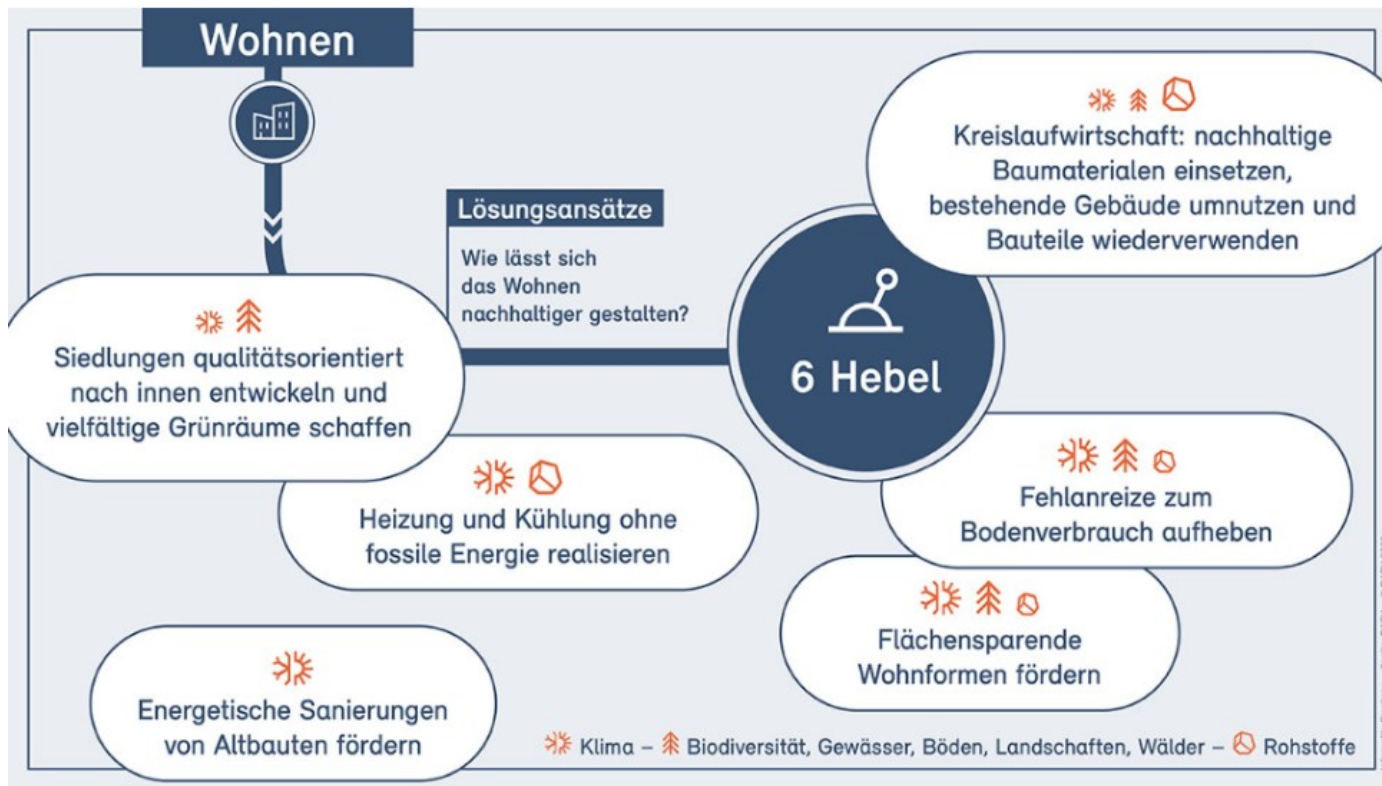 Wohnen
Lösungsansätze
Wie lässt sich
das Wohnen
nachhaltiger gestalten?
6 Hebel
Kreislaufwirtschaft: nachhaltige
Baumaterialen einsetzen,
bestehende Gebäude umnutzen und
Bauteile wiederverwenden
Siedlungen qualitätsorientiert
nach innen entwickeln und
vielfältige Grünräume schaffen
Heizung und Kühlung ohne
fossile Energie realisieren
Fehlanreize zum
Bodenverbrauch aufheben
Flächensparende
Wohnformen fördern
Energetische Sanierungen
von Altbauten fördern
Klima – Biodiversität, Gewässer, Böden, Landschaften, Wälder – Rohstoffe